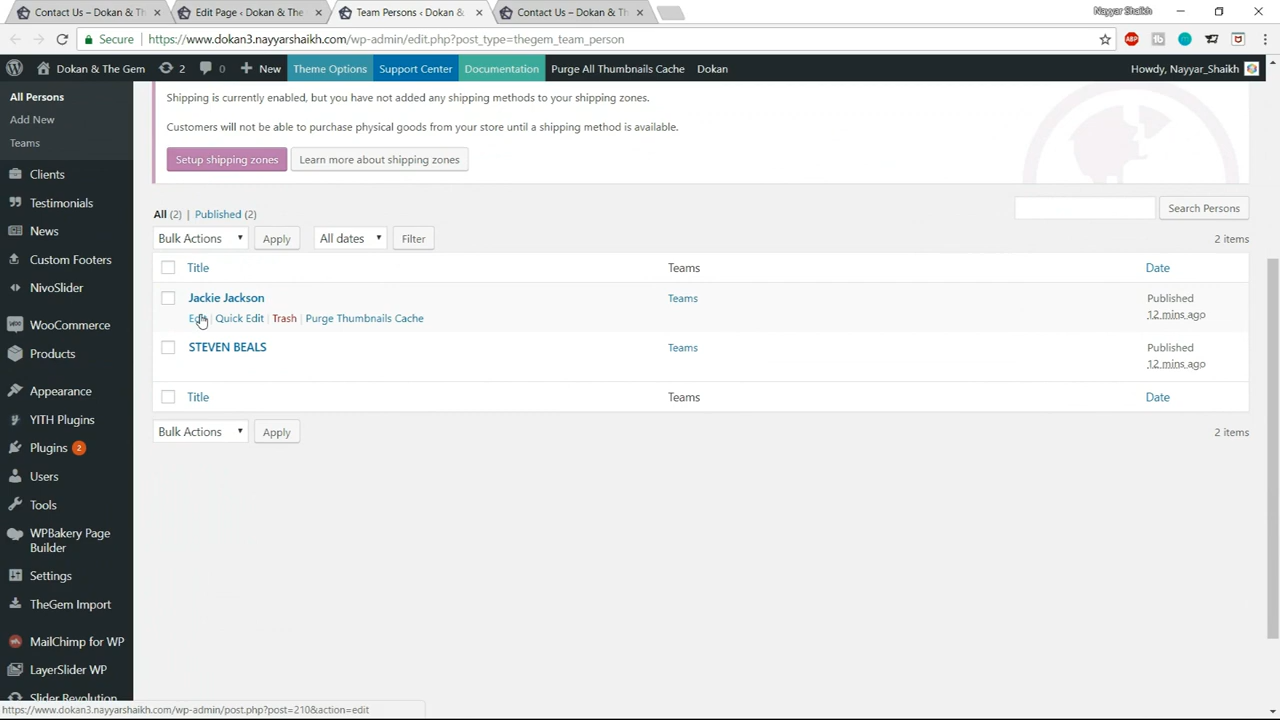 Contact Us – Dokan & Th
Edit Page ‹ Dokan & The
Team Persons ‹ Dokan &
Contact Us – Dokan & Th
Nayyar Shaikh
Secure
https://www.dokan3.nayyarshaikh.com/wp-admin/edit.php?post_type=thegem_team_person
Dokan & The Gem
2
0
New
Theme Options
Support Center
Documentation
Purge All Thumbnails Cache
Dokan
Howdy, Nayyar_Shaikh
All Persons
Add New
Teams
Clients
Testimonials
News
Custom Footers
NivoSlider
WooCommerce
Products
Appearance
YITH Plugins
Plugins 2
Users
Tools
WPBakery Page
Builder
Settings
TheGem Import
MailChimp for WP
LayerSlider WP
Slider Revolution
Shipping is currently enabled, but you have not added any shipping methods to your shipping zones.
Customers will not be able to purchase physical goods from your store until a shipping method is available.
Setup shipping zones
Learn more about shipping zones
All (2) | Published (2)
Search Persons
Bulk Actions
Apply
All dates
Filter
2 items
Title
Teams
Date
Jackie Jackson
Teams
Published
Edit | Quick Edit | Trash | Purge Thumbnails Cache
12 mins ago
STEVEN BEALS
Teams
Published
12 mins ago
Title
Teams
Date
Bulk Actions
Apply
2 items
https://www.dokan3.nayyarshaikh.com/wp-admin/post.php?post=210&action=edit